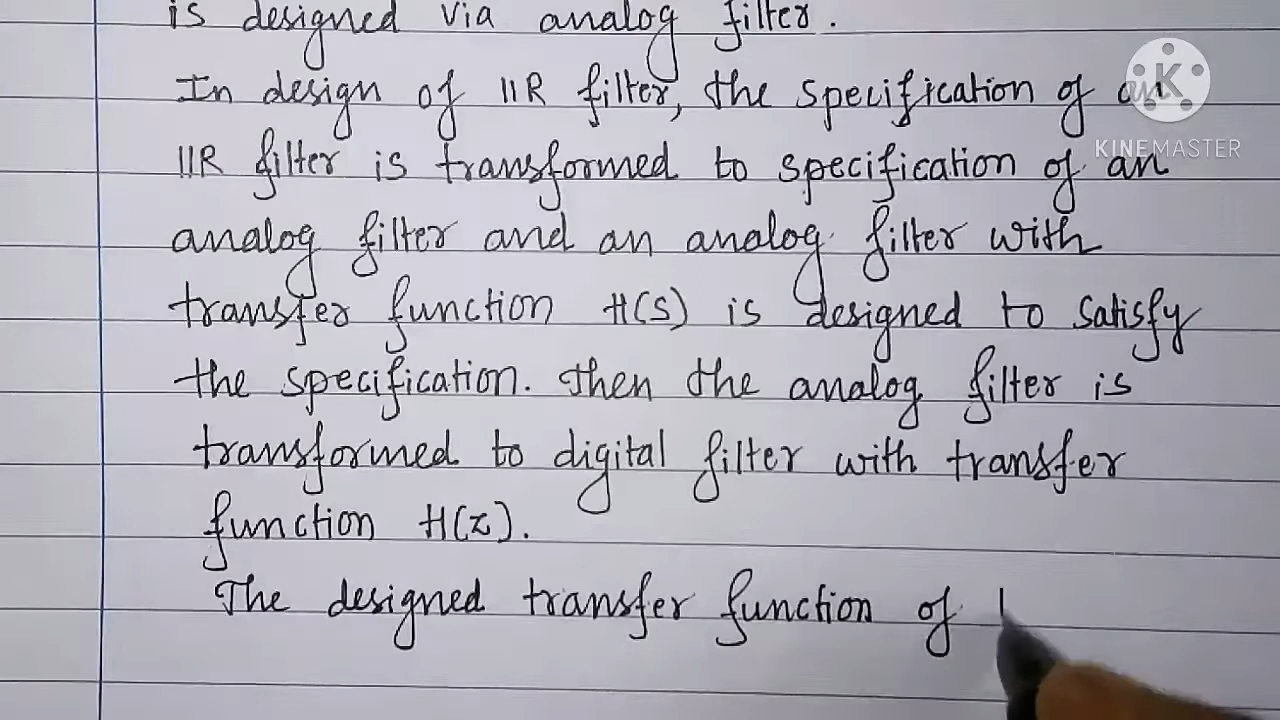 is designed via analog filter.
In design of IIR filter, the specification of an
K
KINEMASTER
IIR filter is transformed to specification of an
analog filter and an analog filter with
transfer function H(s) is designed to satisfy
the specification. Then the analog filter is
transformed to digital filter with transfer
function H(z).
The designed transfer function of I